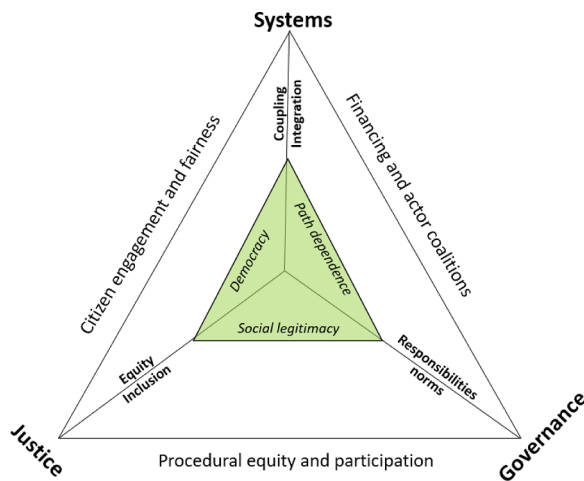 Systems
Coupling
Integration
Citizen engagement and fairness
Financing and actor coalitions
Democracy
Path dependence
Social legitimacy
Equity
Inclusion
Responsibilities
norms
Justice
Governance
Procedural equity and participation